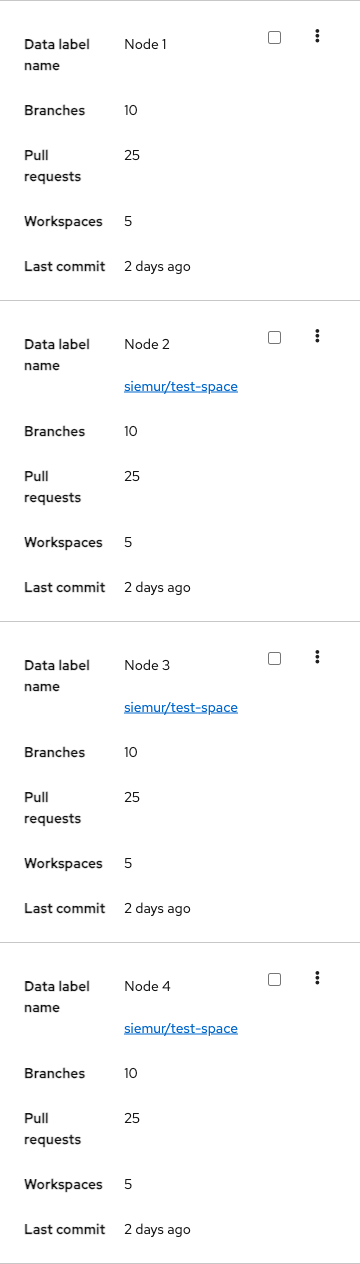 Data label name Node 1
Branches 10
Pull requests 25
Workspaces 5
Last commit 2 days ago
Data label name Node 2
siemur/test-space
Branches 10
Pull requests 25
Workspaces 5
Last commit 2 days ago
Data label name Node 3
siemur/test-space
Branches 10
Pull requests 25
Workspaces 5
Last commit 2 days ago
Data label name Node 4
siemur/test-space
Branches 10
Pull requests 25
Workspaces 5
Last commit 2 days ago